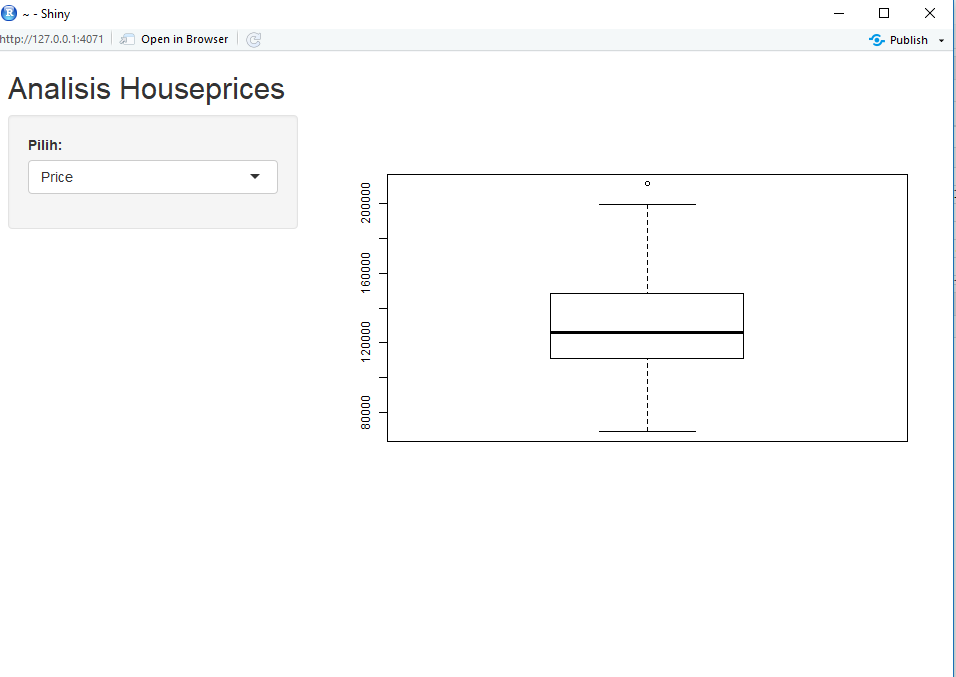 ~ - Shiny
http://127.0.0.1:4071
Open in Browser
Publish
Analisis Houseprices
Pilih:
Price
200000
160000
120000
80000